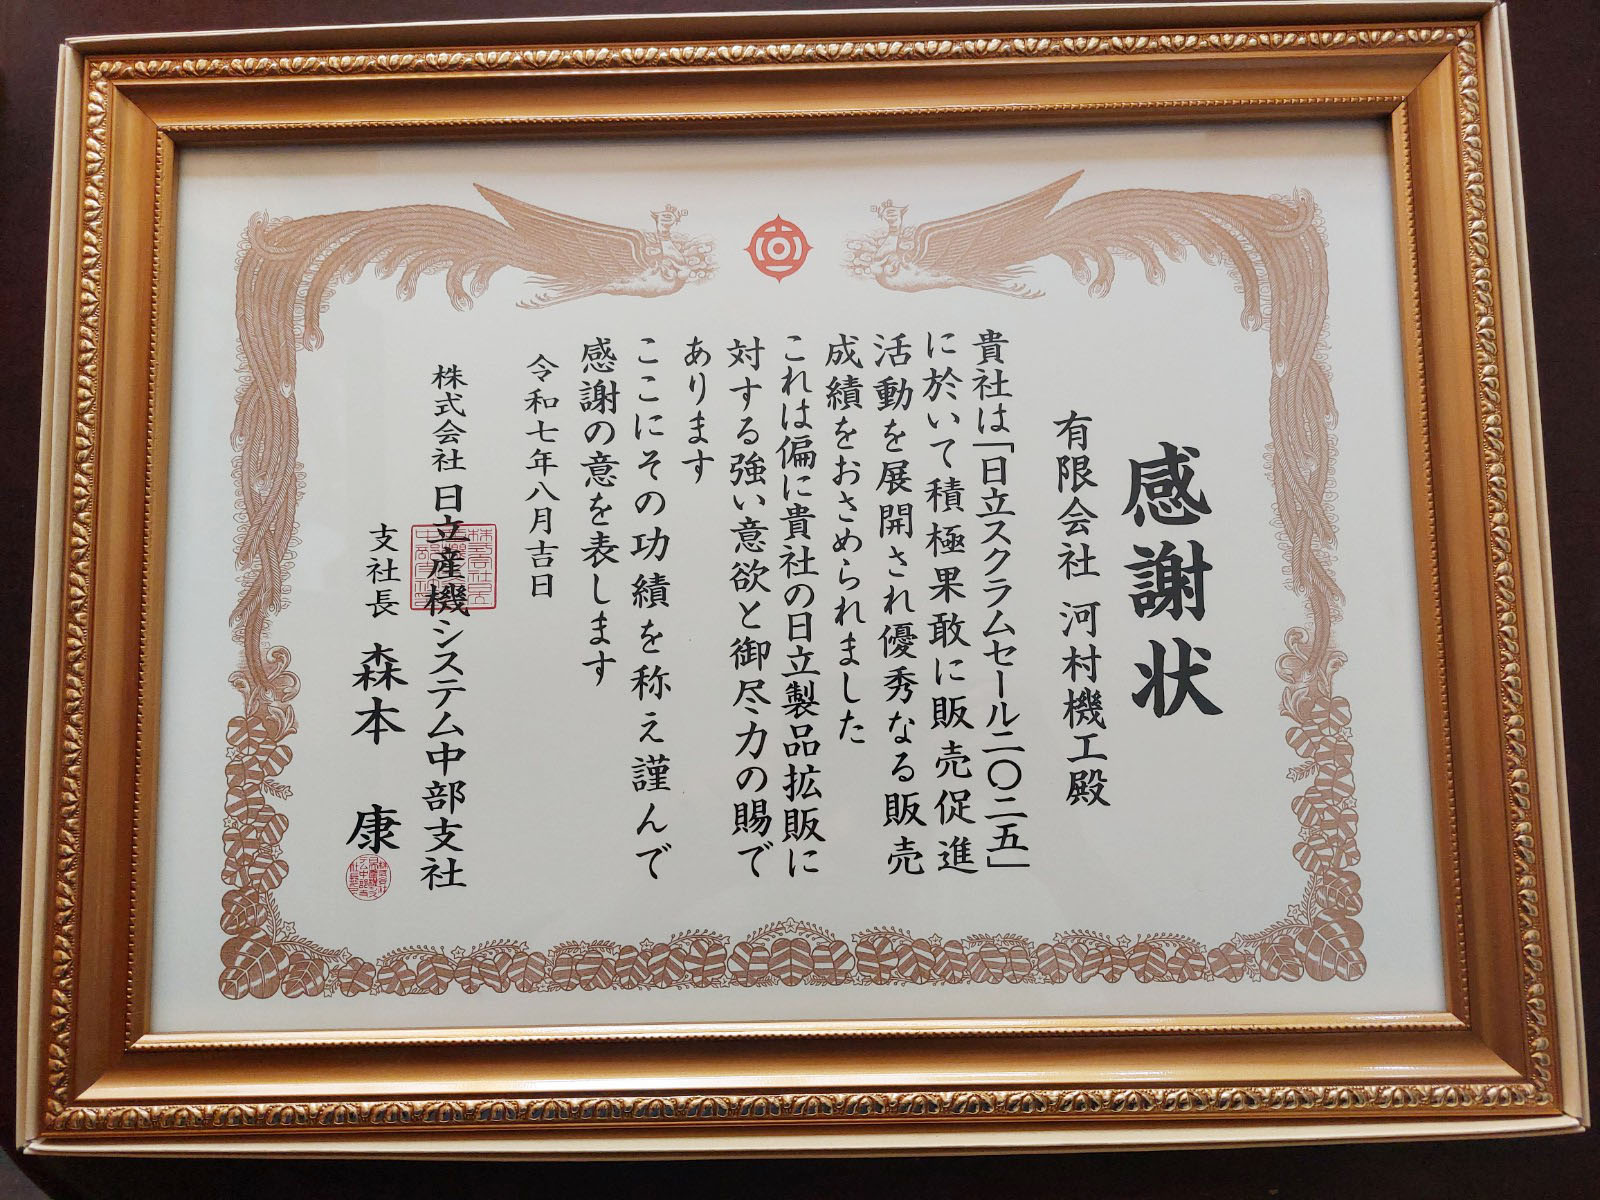 感謝状
有限会社 河村機工殿
貴社は「日立スクラムセール二〇二五」
に於いて積極果敢に販売促進
活動を展開され優秀なる販売
成績をおさめられました
これは偏に貴社の日立製品拡販に
対する強い意欲と御尽力の賜で
あります
ここにその功績を称え謹んで
感謝の意を表します
令和七年八月吉日
株式会社 日立産機システム中部支社
支社長 森本 康